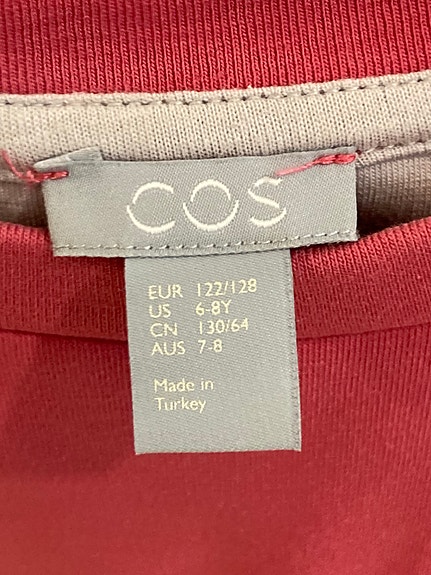 COS
EUR 122/128
US 6-8Y
CN 130/64
AUS 7-8
Made in
Turkey